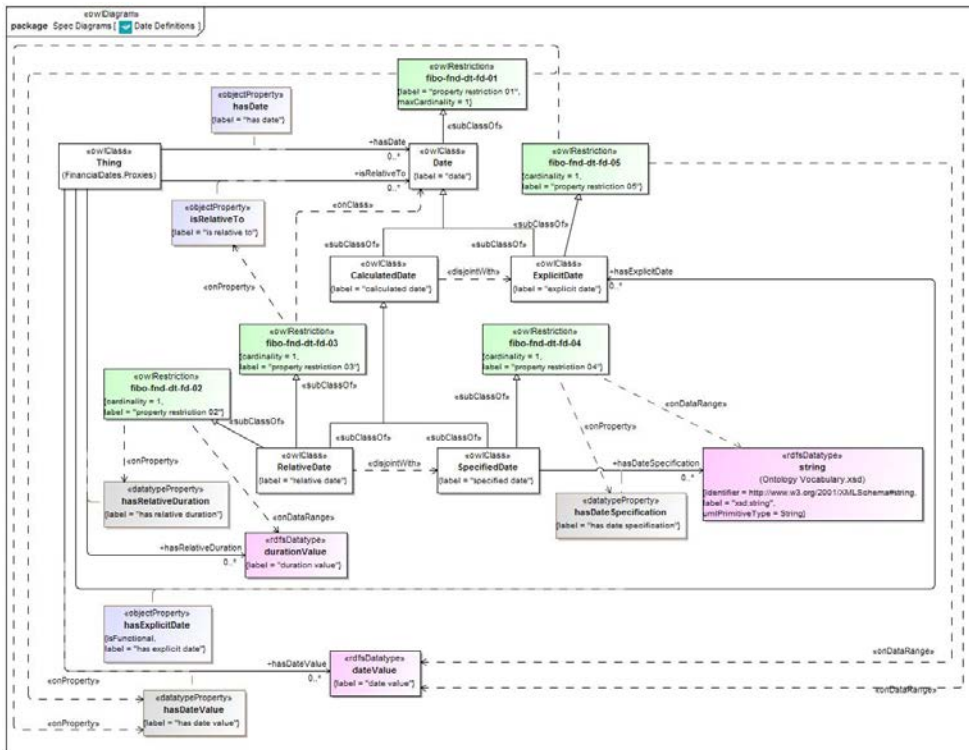 «owlDiagram»
package Spec Diagrams [ Date Definitions ]
«owlRestriction»
fibo-fnd-dt-fd-01
{label = "property restriction 01",
maxCardinality = 1}
«objectProperty»
hasDate
{label = "has date"}
«subClassOf»
«owlClass»
Thing
(FinancialDates.Proxies)
+hasDate
0..*
+isRelativeTo
0..*
«owlClass»
Date
{label = "date"}
«owlRestriction»
fibo-fnd-dt-fd-05
{cardinality = 1,
label = "property restriction 05"}
«objectProperty»
isRelativeTo
{label = "is relative to"}
«onClass»
«subClassOf»
«subClassOf»
«subClassOf»
«owlClass»
CalculatedDate
{label = "calculated date"}
«disjointWith»
«owlClass»
ExplicitDate
{label = "explicit date"}
+hasExplicitDate
0..*
«onProperty»
«owlRestriction»
fibo-fnd-dt-fd-03
{cardinality = 1,
label = "property restriction 03"}
«owlRestriction»
fibo-fnd-dt-fd-04
{cardinality = 1,
label = "property restriction 04"}
«owlRestriction»
fibo-fnd-dt-fd-02
{cardinality = 1,
label = "property restriction 02"}
«subClassOf»
«subClassOf»
«subClassOf»
«onDataRange»
«subClassOf»
«subClassOf»
«onProperty»
«onProperty»
«owlClass»
RelativeDate
{label = "relative date"}
«disjointWith»
«owlClass»
SpecifiedDate
{label = "specified date"}
+hasDateSpecification
0..*
«rdfsDatatype»
string
(Ontology Vocabulary.xsd)
{identifier = http://www.w3.org/2001/XMLSchema#string,
label = "xsd:string",
umlPrimitiveType = String}
«datatypeProperty»
hasRelativeDuration
{label = "has relative duration"}
«datatypeProperty»
hasDateSpecification
{label = "has date specification"}
«onDataRange»
+hasRelativeDuration
0..*
«rdfsDatatype»
durationValue
{label = "duration value"}
«objectProperty»
hasExplicitDate
{isFunctional,
label = "has explicit date"}
+hasDateValue
0..*
«rdfsDatatype»
dateValue
{label = "date value"}
«onDataRange»
«onDataRange»
«onProperty»
«datatypeProperty»
hasDateValue
{label = "has date value"}
«onProperty»